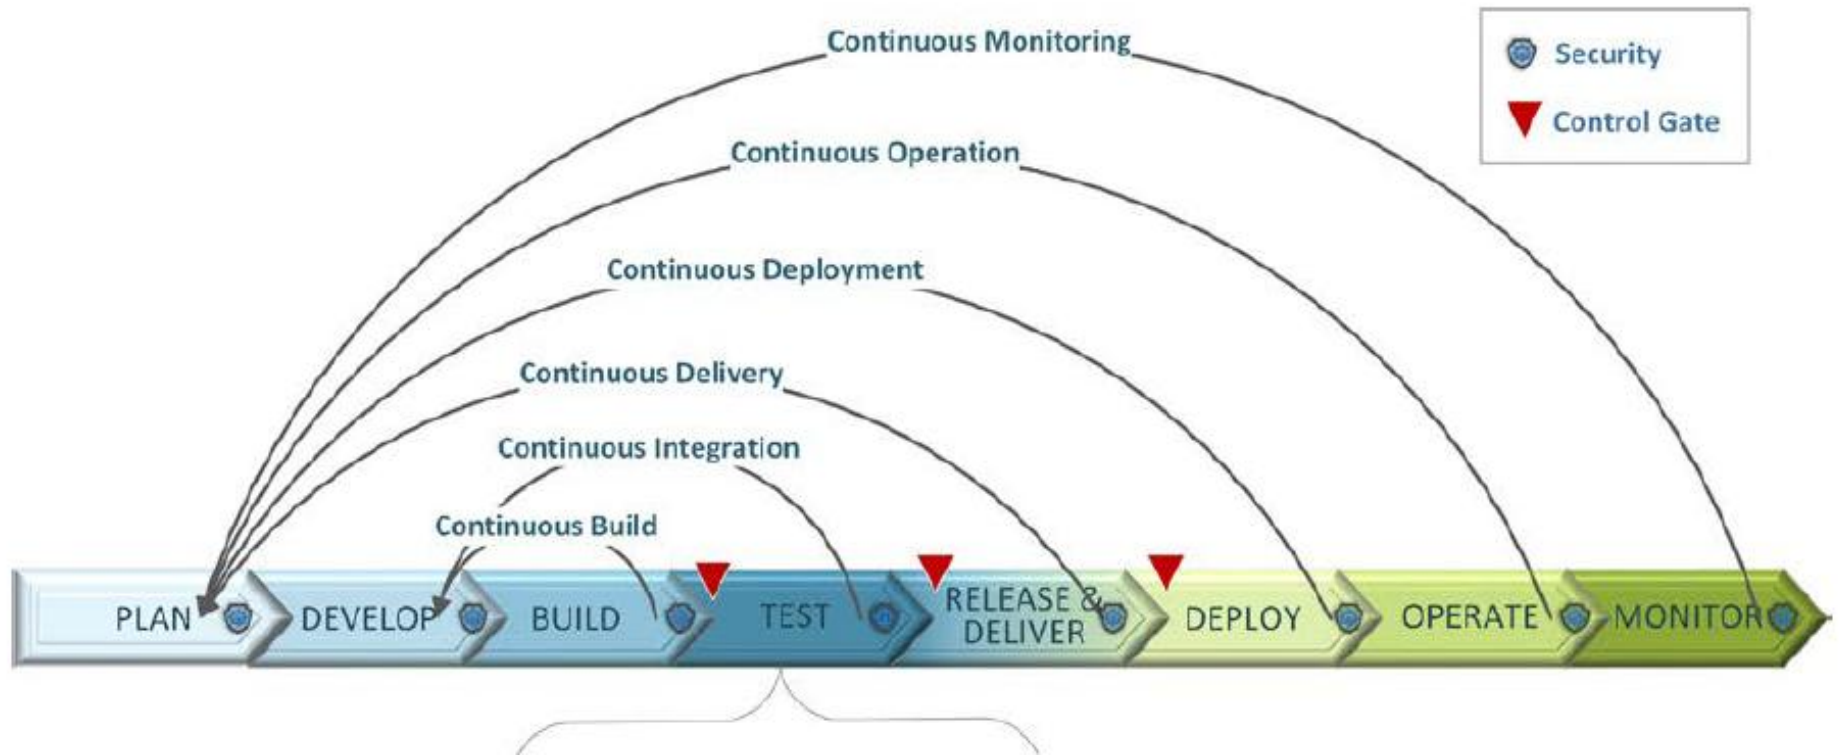 Continuous Monitoring
Security
Control Gate
Continuous Operation
Continuous Deployment
Continuous Delivery
Continuous Integration
Continuous Build
PLAN
DEVELOP
BUILD
TEST
RELEASE &
DELIVER
DEPLOY
OPERATE
MONITOR